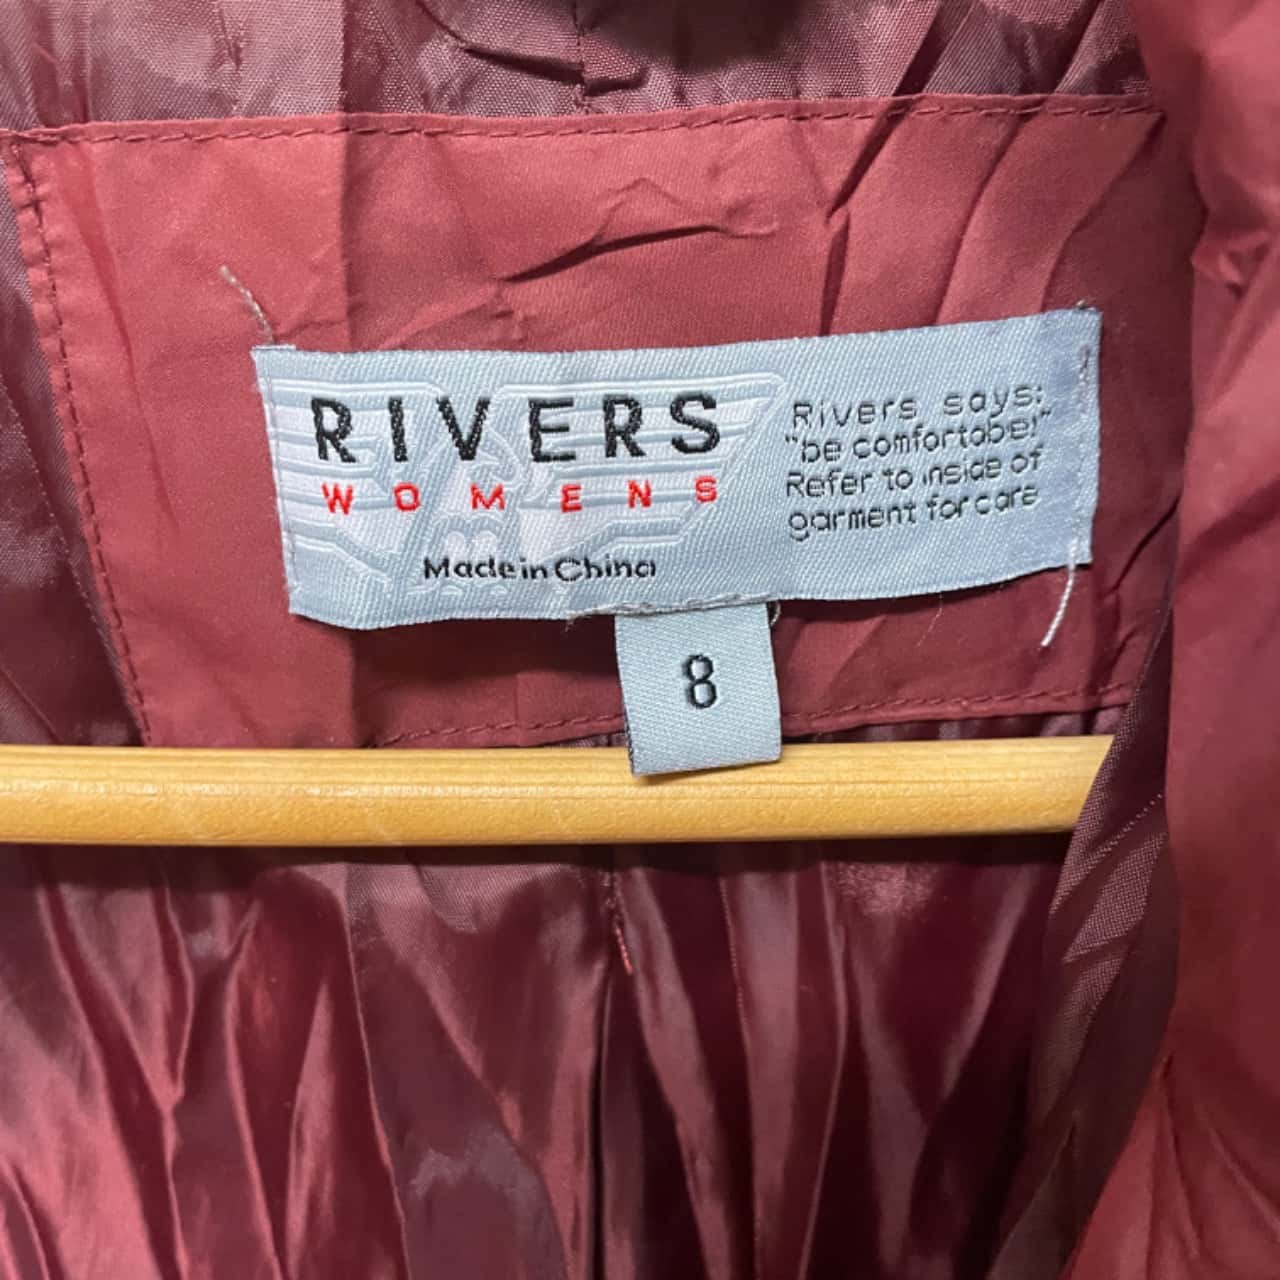 RIVERS
WOMENS
Made in China
Rivers says:
"be comfortabe!"
Refer to inside of
garment for care
8